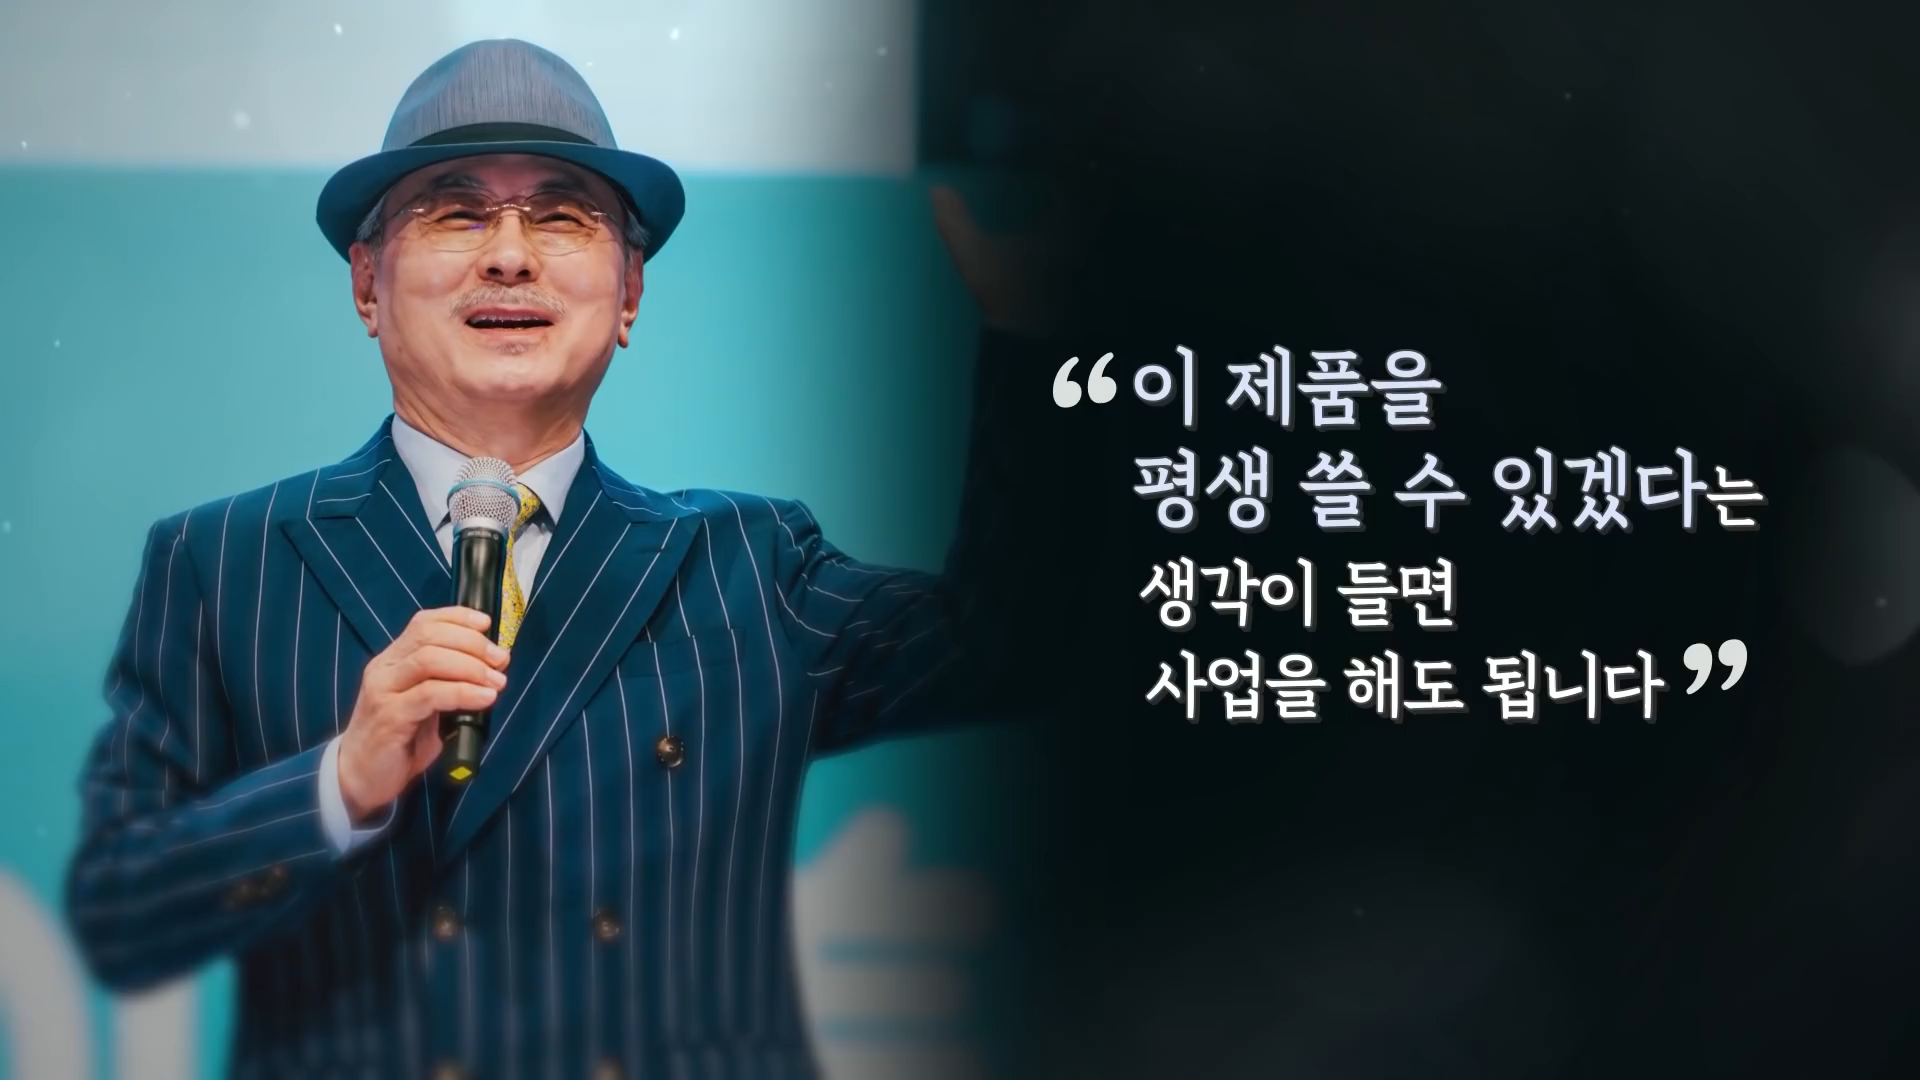 “이 제품을
평생 쓸 수 있겠다는
생각이 들면
사업을 해도 됩니다”